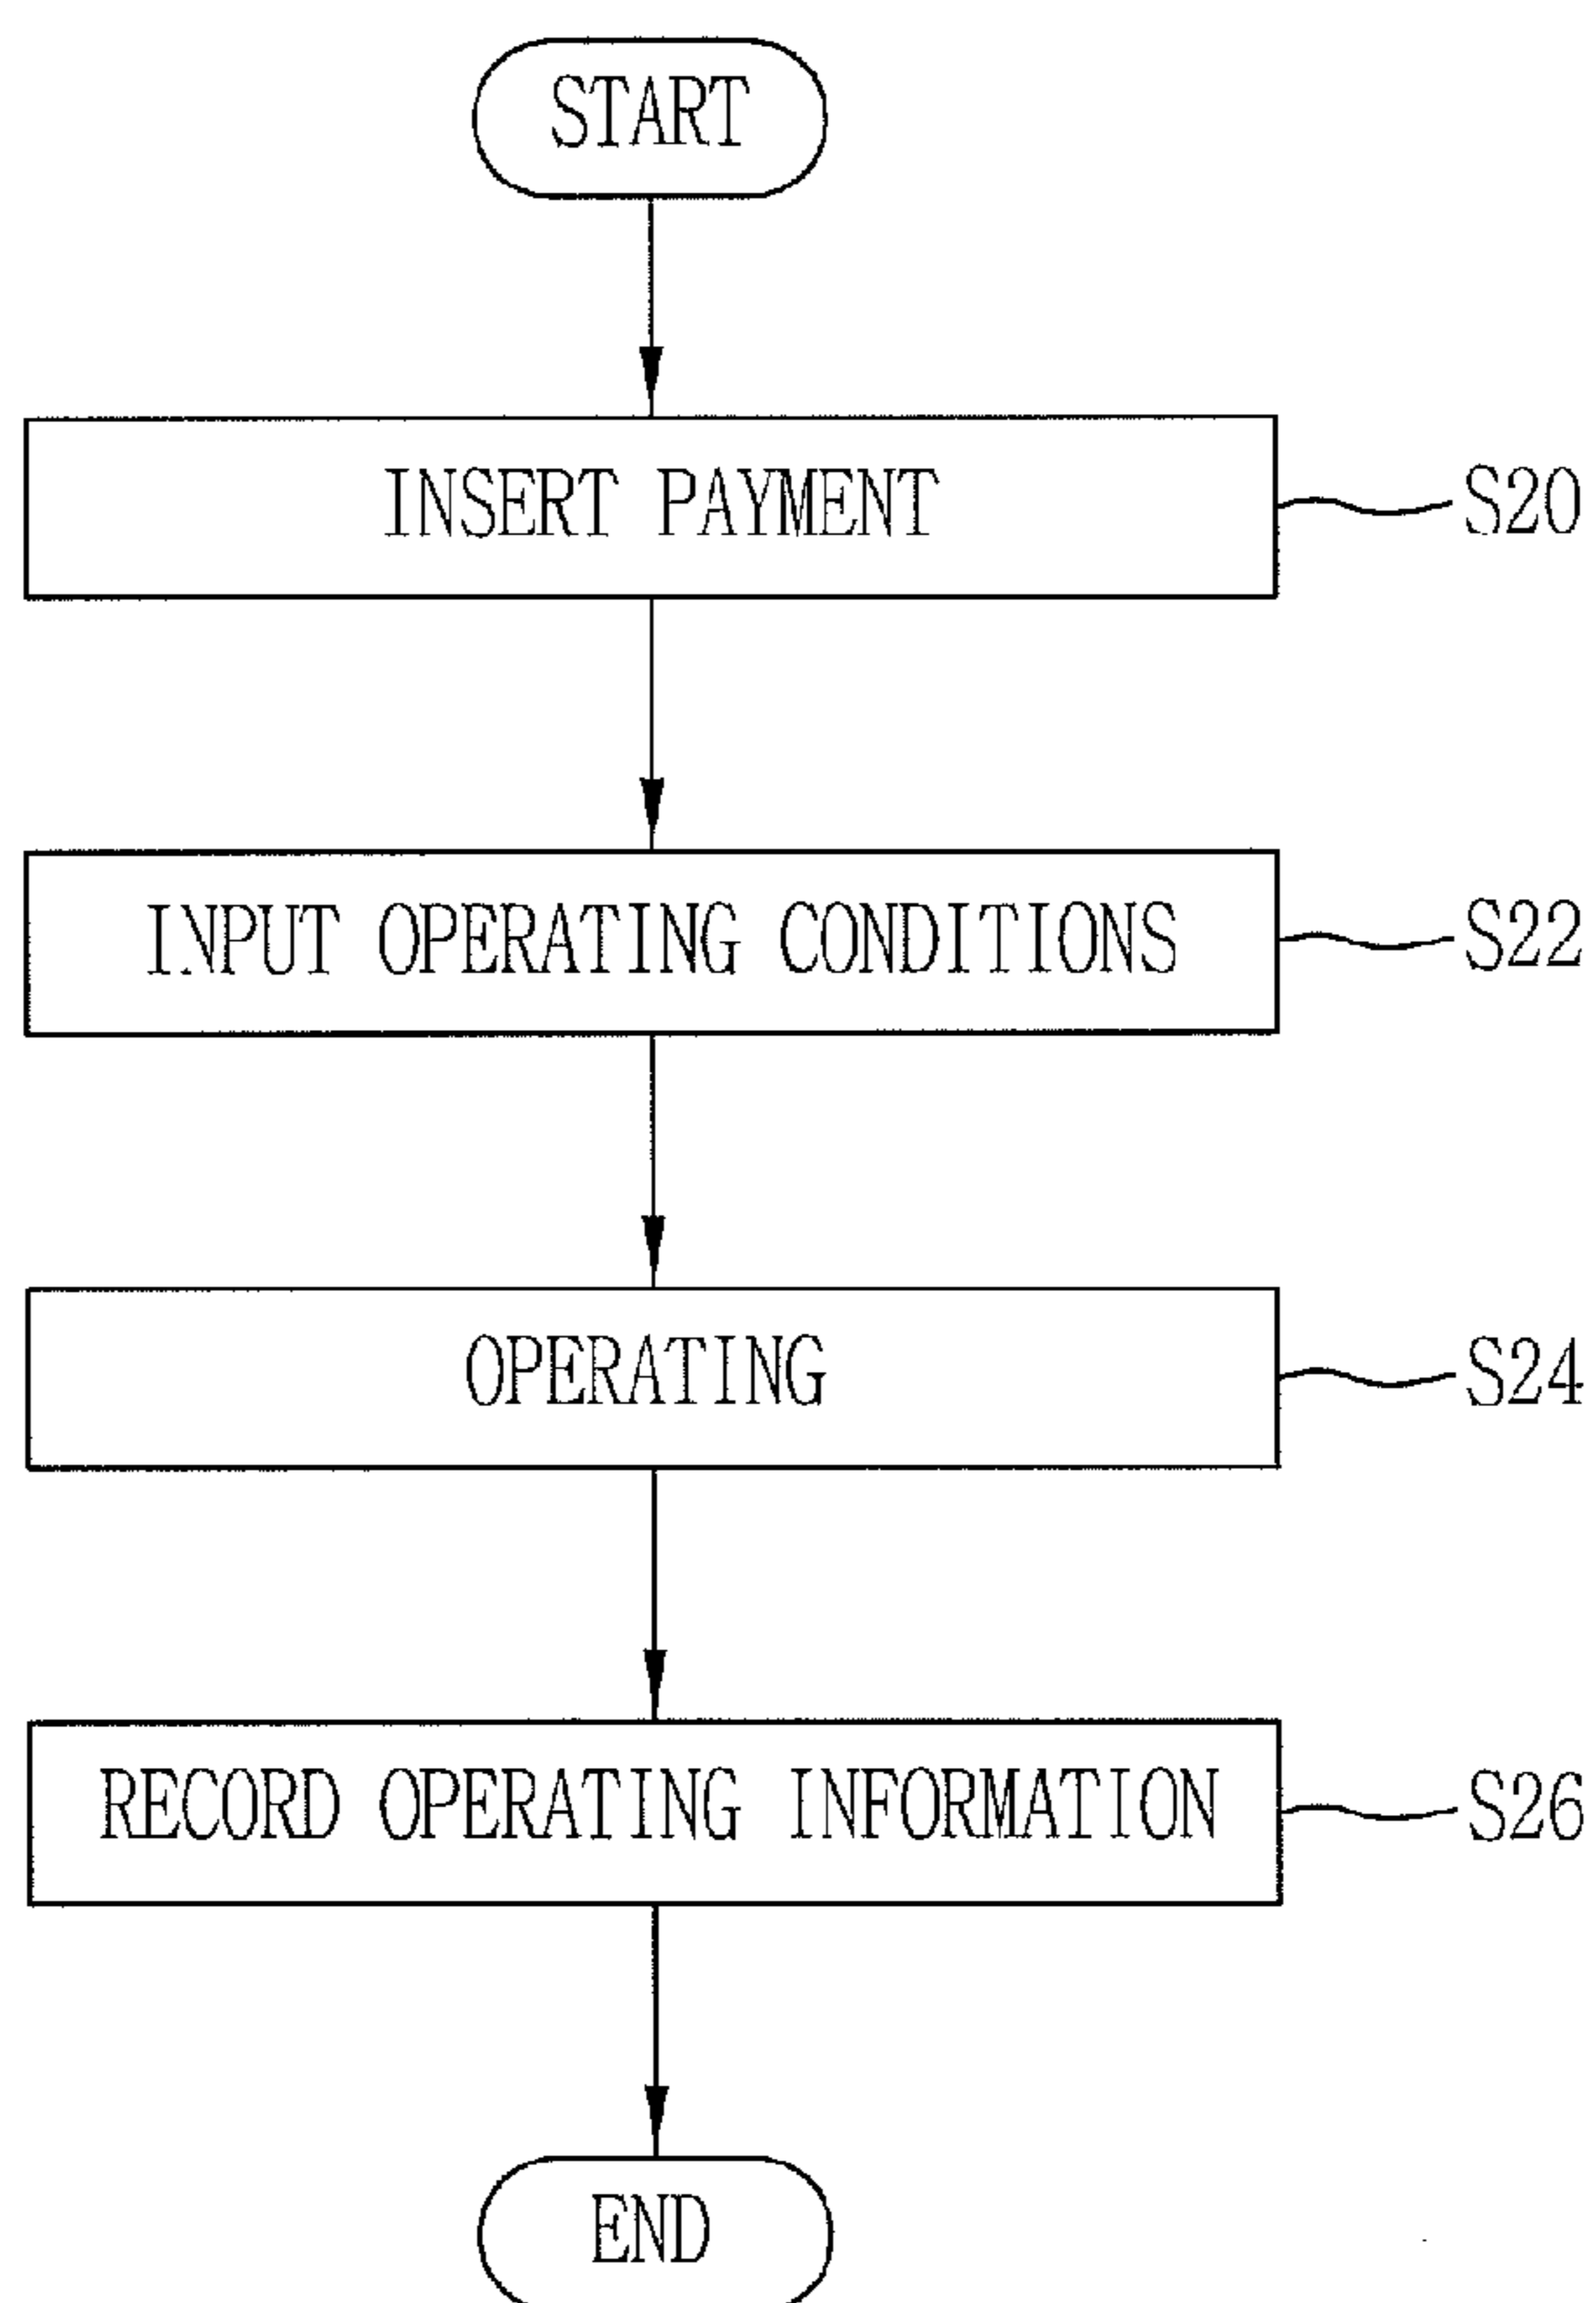 START
INSERT PAYMENT
S20
INPUT OPERATING CONDITIONS
S22
OPERATING
S24
RECORD OPERATING INFORMATION
S26
END